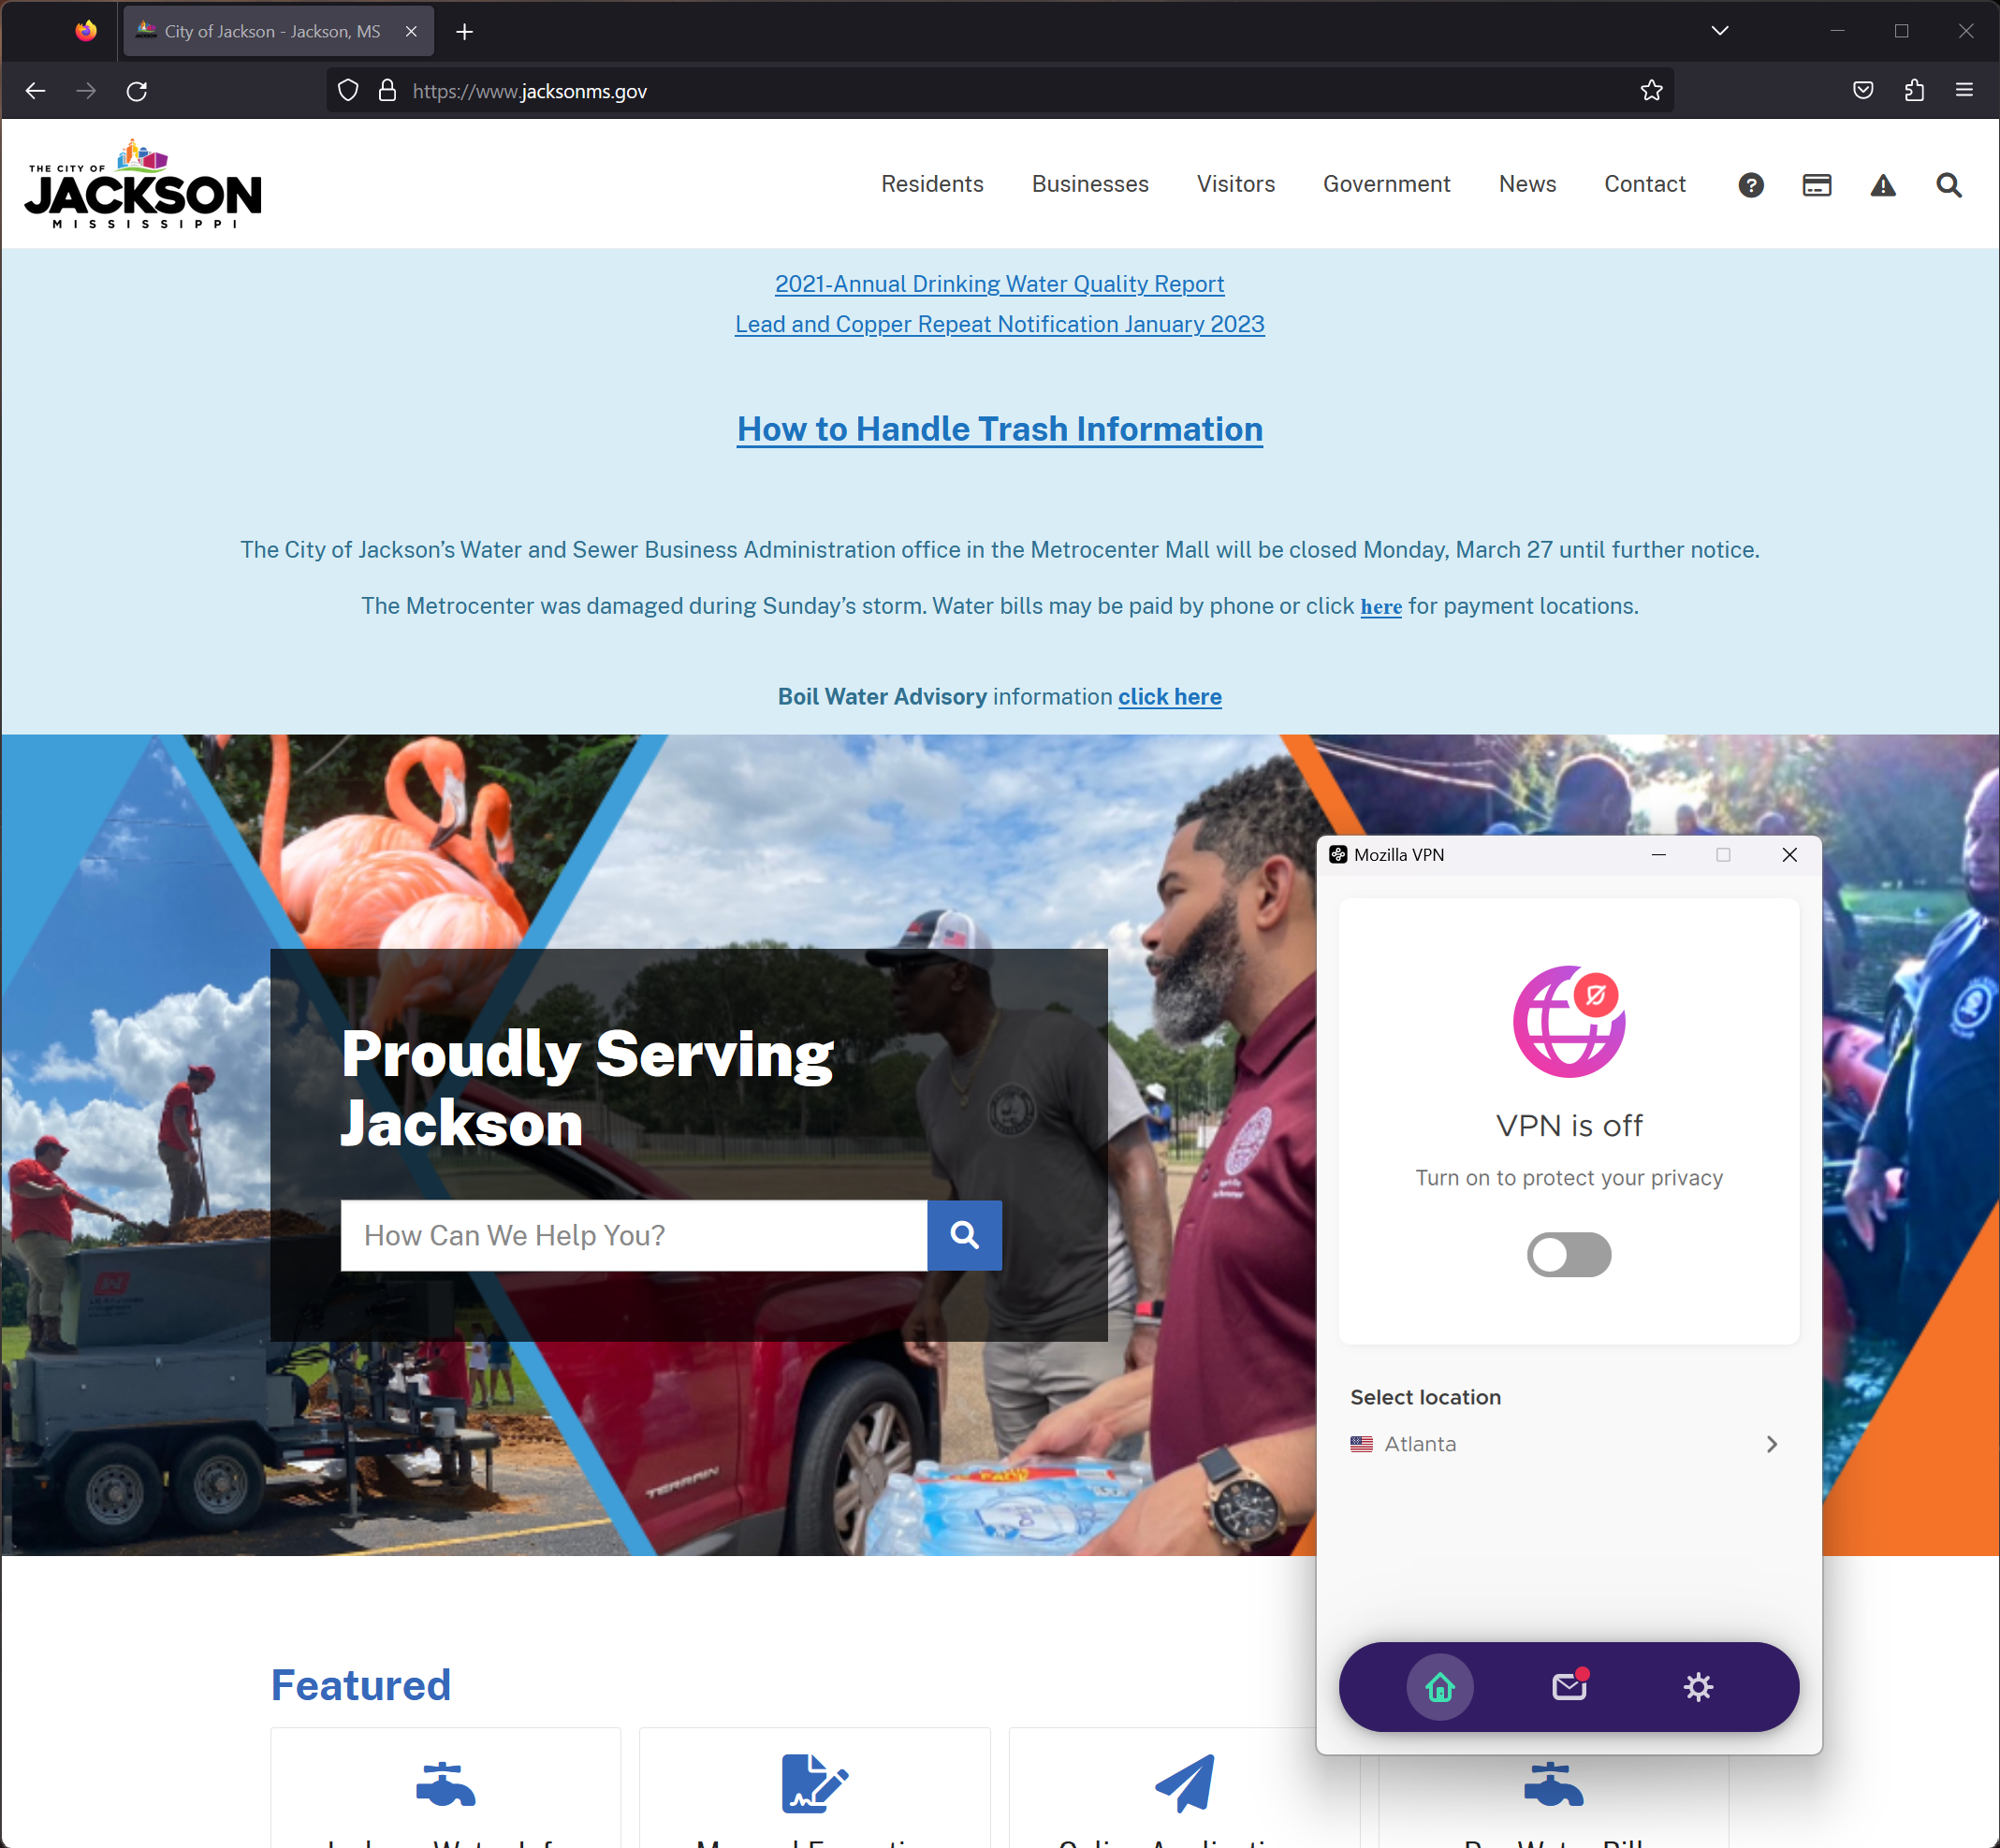 City of Jackson - Jackson, MS
https://www.jacksonms.gov
THE CITY OF
JACKSON
MISSISSIPPI
Residents Businesses Visitors Government News Contact
2021-Annual Drinking Water Quality Report
Lead and Copper Repeat Notification January 2023
How to Handle Trash Information
The City of Jackson’s Water and Sewer Business Administration office in the Metrocenter Mall will be closed Monday, March 27 until further notice.
The Metrocenter was damaged during Sunday’s storm. Water bills may be paid by phone or click here for payment locations.
Boil Water Advisory information click here
Proudly Serving
Jackson
How Can We Help You?
TERRAIN
PACK
Mozilla VPN
VPN is off
Turn on to protect your privacy
Select location
Atlanta
Featured